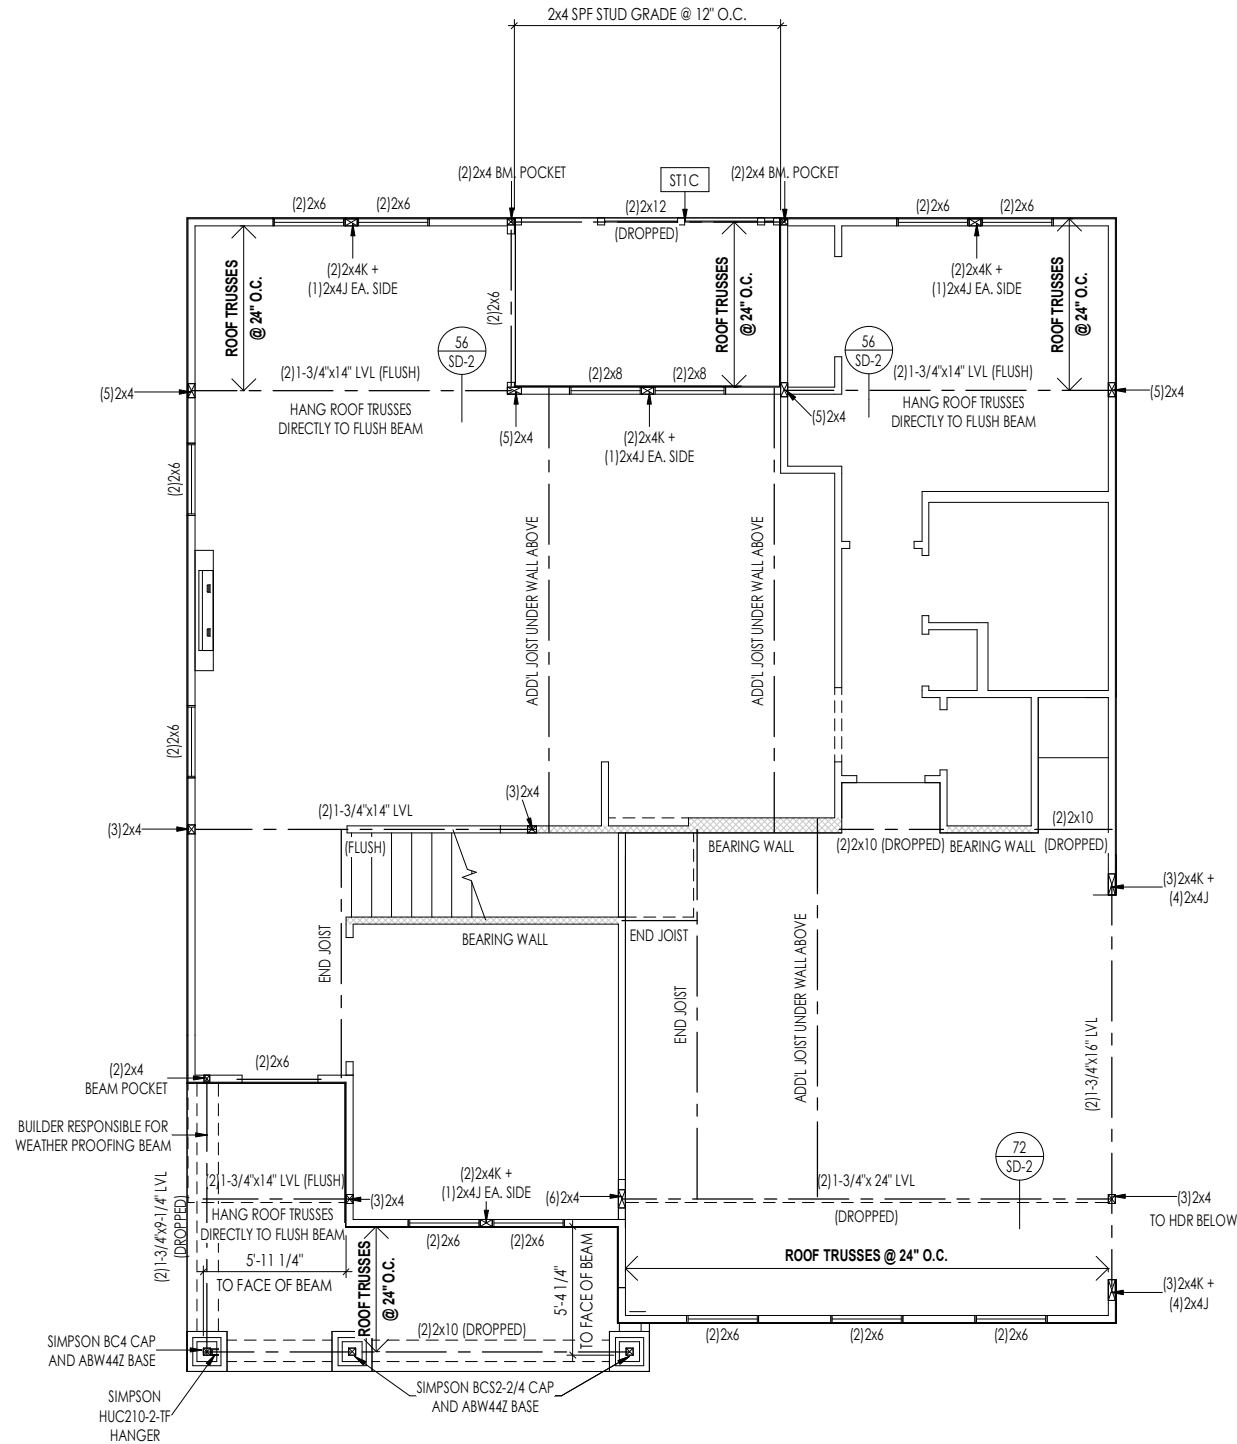 2x4 SPF STUD GRADE @ 12" O.C.
(2)2x4 BM. POCKET
ST1C
(2)2x4 BM. POCKET
(2)2x6
(2)2x6
(2)2x12
(DROPPED)
(2)2x6
(2)2x6
ROOF TRUSSES
@ 24" O.C.
(2)2x4K +
(1)2x4J EA. SIDE
(2)2x6
ROOF TRUSSES
@ 24" O.C.
(2)2x4K +
(1)2x4J EA. SIDE
ROOF TRUSSES
@ 24" O.C.
56
SD-2
56
SD-2
(2)1-3/4"x14" LVL (FLUSH)
(2)2x8
(2)2x8
(2)1-3/4"x14" LVL (FLUSH)
(5)2x4
HANG ROOF TRUSSES
DIRECTLY TO FLUSH BEAM
(5)2x4
(2)2x4K +
(1)2x4J EA. SIDE
(5)2x4
HANG ROOF TRUSSES
DIRECTLY TO FLUSH BEAM
(5)2x4
(2)2x6
ADD'L JOIST UNDER WALL ABOVE
ADD'L JOIST UNDER WALL ABOVE
(2)2x6
(3)2x4
(2)1-3/4"x14" LVL
(3)2x4
(FLUSH)
BEARING WALL
(2)2x10 (DROPPED)
BEARING WALL
(2)2x10
(DROPPED)
(3)2x4K +
(4)2x4J
END JOIST
BEARING WALL
END JOIST
END JOIST
ADD'L JOIST UNDER WALL ABOVE
(2)1-3/4"x16" LVL
(2)2x4
BEAM POCKET
(2)2x6
BUILDER RESPONSIBLE FOR
WEATHER PROOFING BEAM
72
SD-2
(2)1-3/4"x9-1/4" LVL
(DROPPED)
(2)1-3/4"x14" LVL (FLUSH)
HANG ROOF TRUSSES
DIRECTLY TO FLUSH BEAM
(3)2x4
(2)2x4K +
(1)2x4J EA. SIDE
(6)2x4
(2)1-3/4"x 24" LVL
(DROPPED)
(3)2x4
TO HDR BELOW
5'-11 1/4"
TO FACE OF BEAM
ROOF TRUSSES
@ 24" O.C.
(2)2x6
(2)2x6
5'-4 1/4"
TO FACE OF BEAM
ROOF TRUSSES @ 24" O.C.
(3)2x4K +
(4)2x4J
(2)2x10 (DROPPED)
(2)2x6
(2)2x6
(2)2x6
SIMPSON BC4 CAP
AND ABW44Z BASE
SIMPSON
HUC210-2-TF
HANGER
SIMPSON BCS2-2/4 CAP
AND ABW44Z BASE